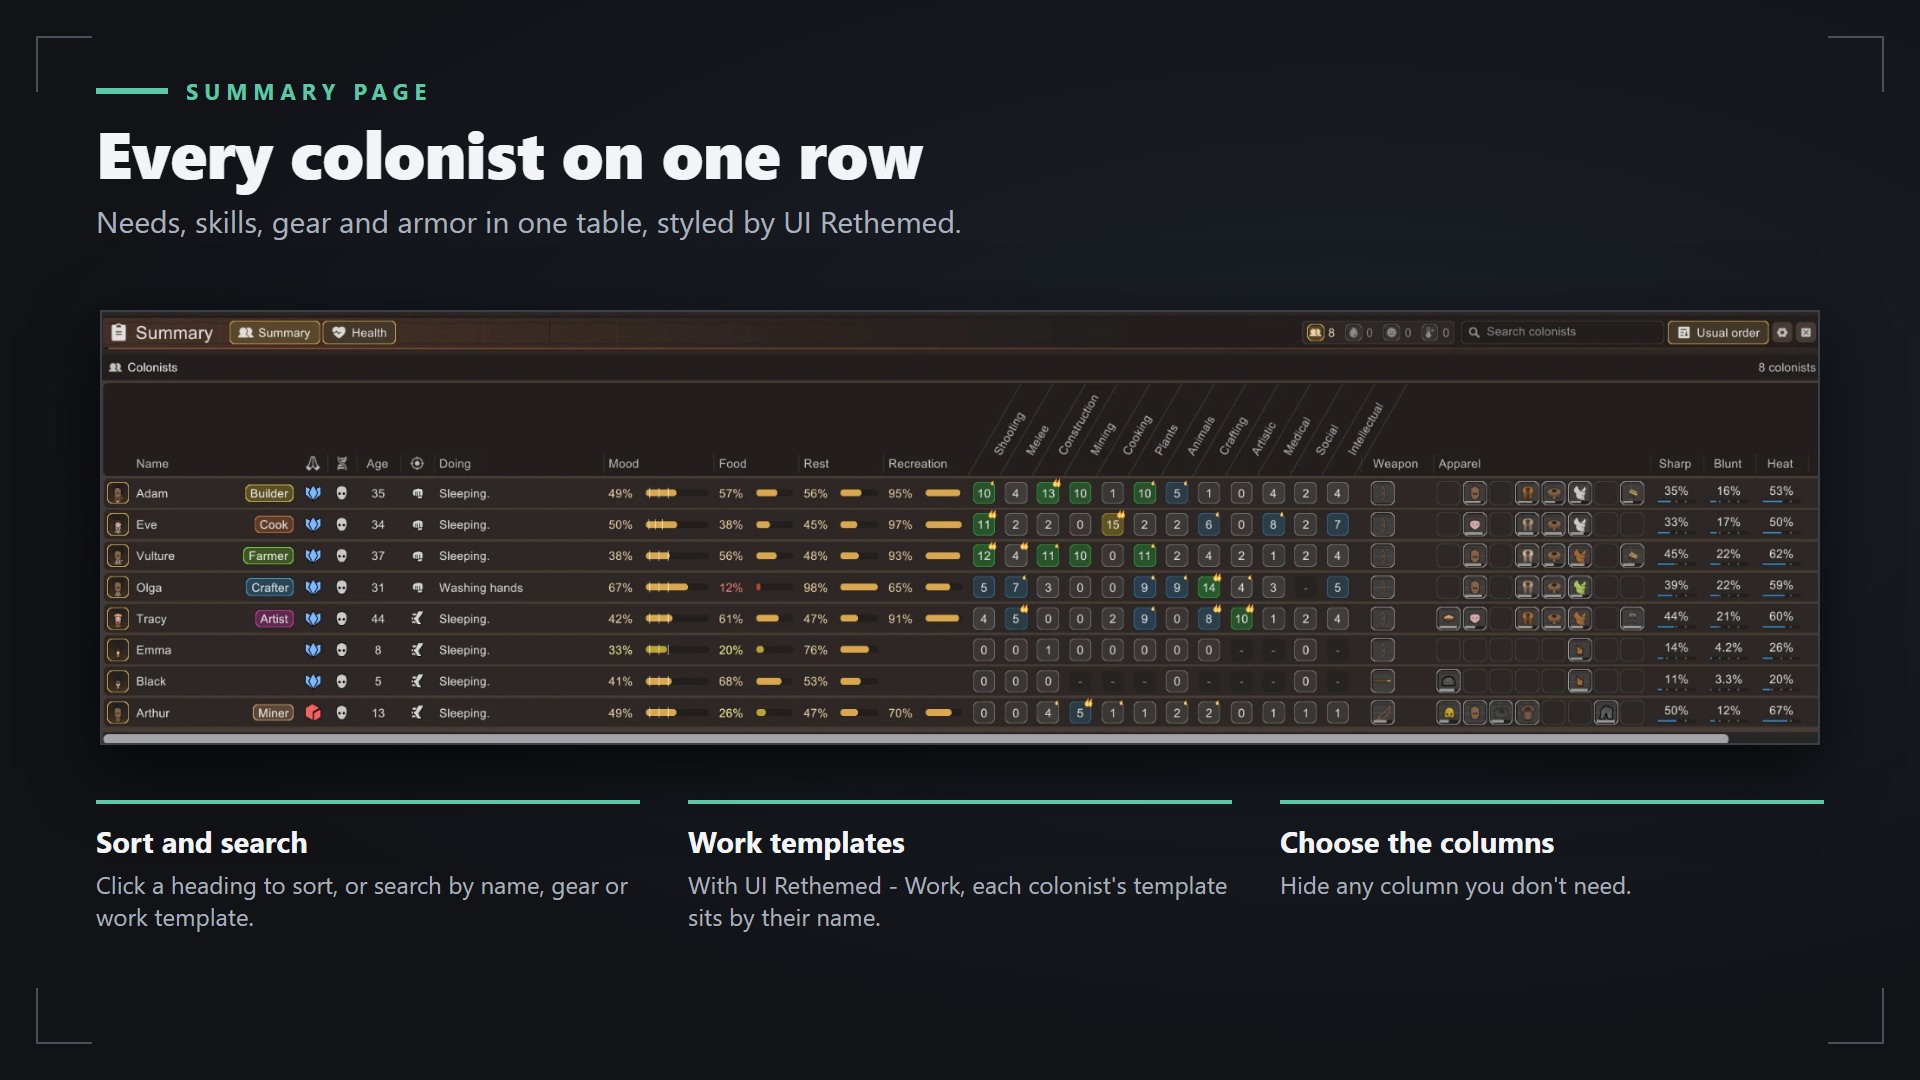 SUMMARY PAGE
Every colonist on one row
Needs, skills, gear and armor in one table, styled by UI Rethemed.
Summary Summary Health 8 0 0 0 Search colonists Usual order
Colonists 8 colonists
Shooting Melee Construction Mining Cooking Plants Animals Crafting Artistic Medical Social Intellectual
Name Age Doing Mood Food Rest Recreation Weapon Apparel Sharp Blunt Heat
Adam Builder 35 Sleeping. 49% 57% 56% 95% 10 4 13 10 1 10 5 1 0 4 2 4 35% 16% 53%
Eve Cook 34 Sleeping. 50% 38% 45% 97% 11 2 2 0 15 2 2 6 0 8 2 7 33% 17% 50%
Vulture Farmer 37 Sleeping. 38% 56% 48% 93% 12 4 11 10 0 11 2 4 2 1 2 4 45% 22% 62%
Olga Crafter 31 Washing hands 67% 12% 98% 65% 5 7 3 0 0 9 9 14 4 3 - 5 39% 22% 59%
Tracy Artist 44 Sleeping. 42% 61% 47% 91% 4 5 0 0 2 9 0 8 10 1 2 4 44% 21% 60%
Emma 8 Sleeping. 33% 20% 76% 0 0 1 0 0 0 0 0 - - 0 - 14% 4.2% 26%
Black 5 Sleeping. 41% 68% 53% 0 0 0 - - - 0 - - - 0 - 11% 3.3% 20%
Arthur Miner 13 Sleeping. 49% 26% 47% 70% 0 0 4 5 1 1 2 2 0 1 1 1 50% 12% 67%
Sort and search
Click a heading to sort, or search by name, gear or
work template.
Work templates
With UI Rethemed - Work, each colonist's template
sits by their name.
Choose the columns
Hide any column you don't need.